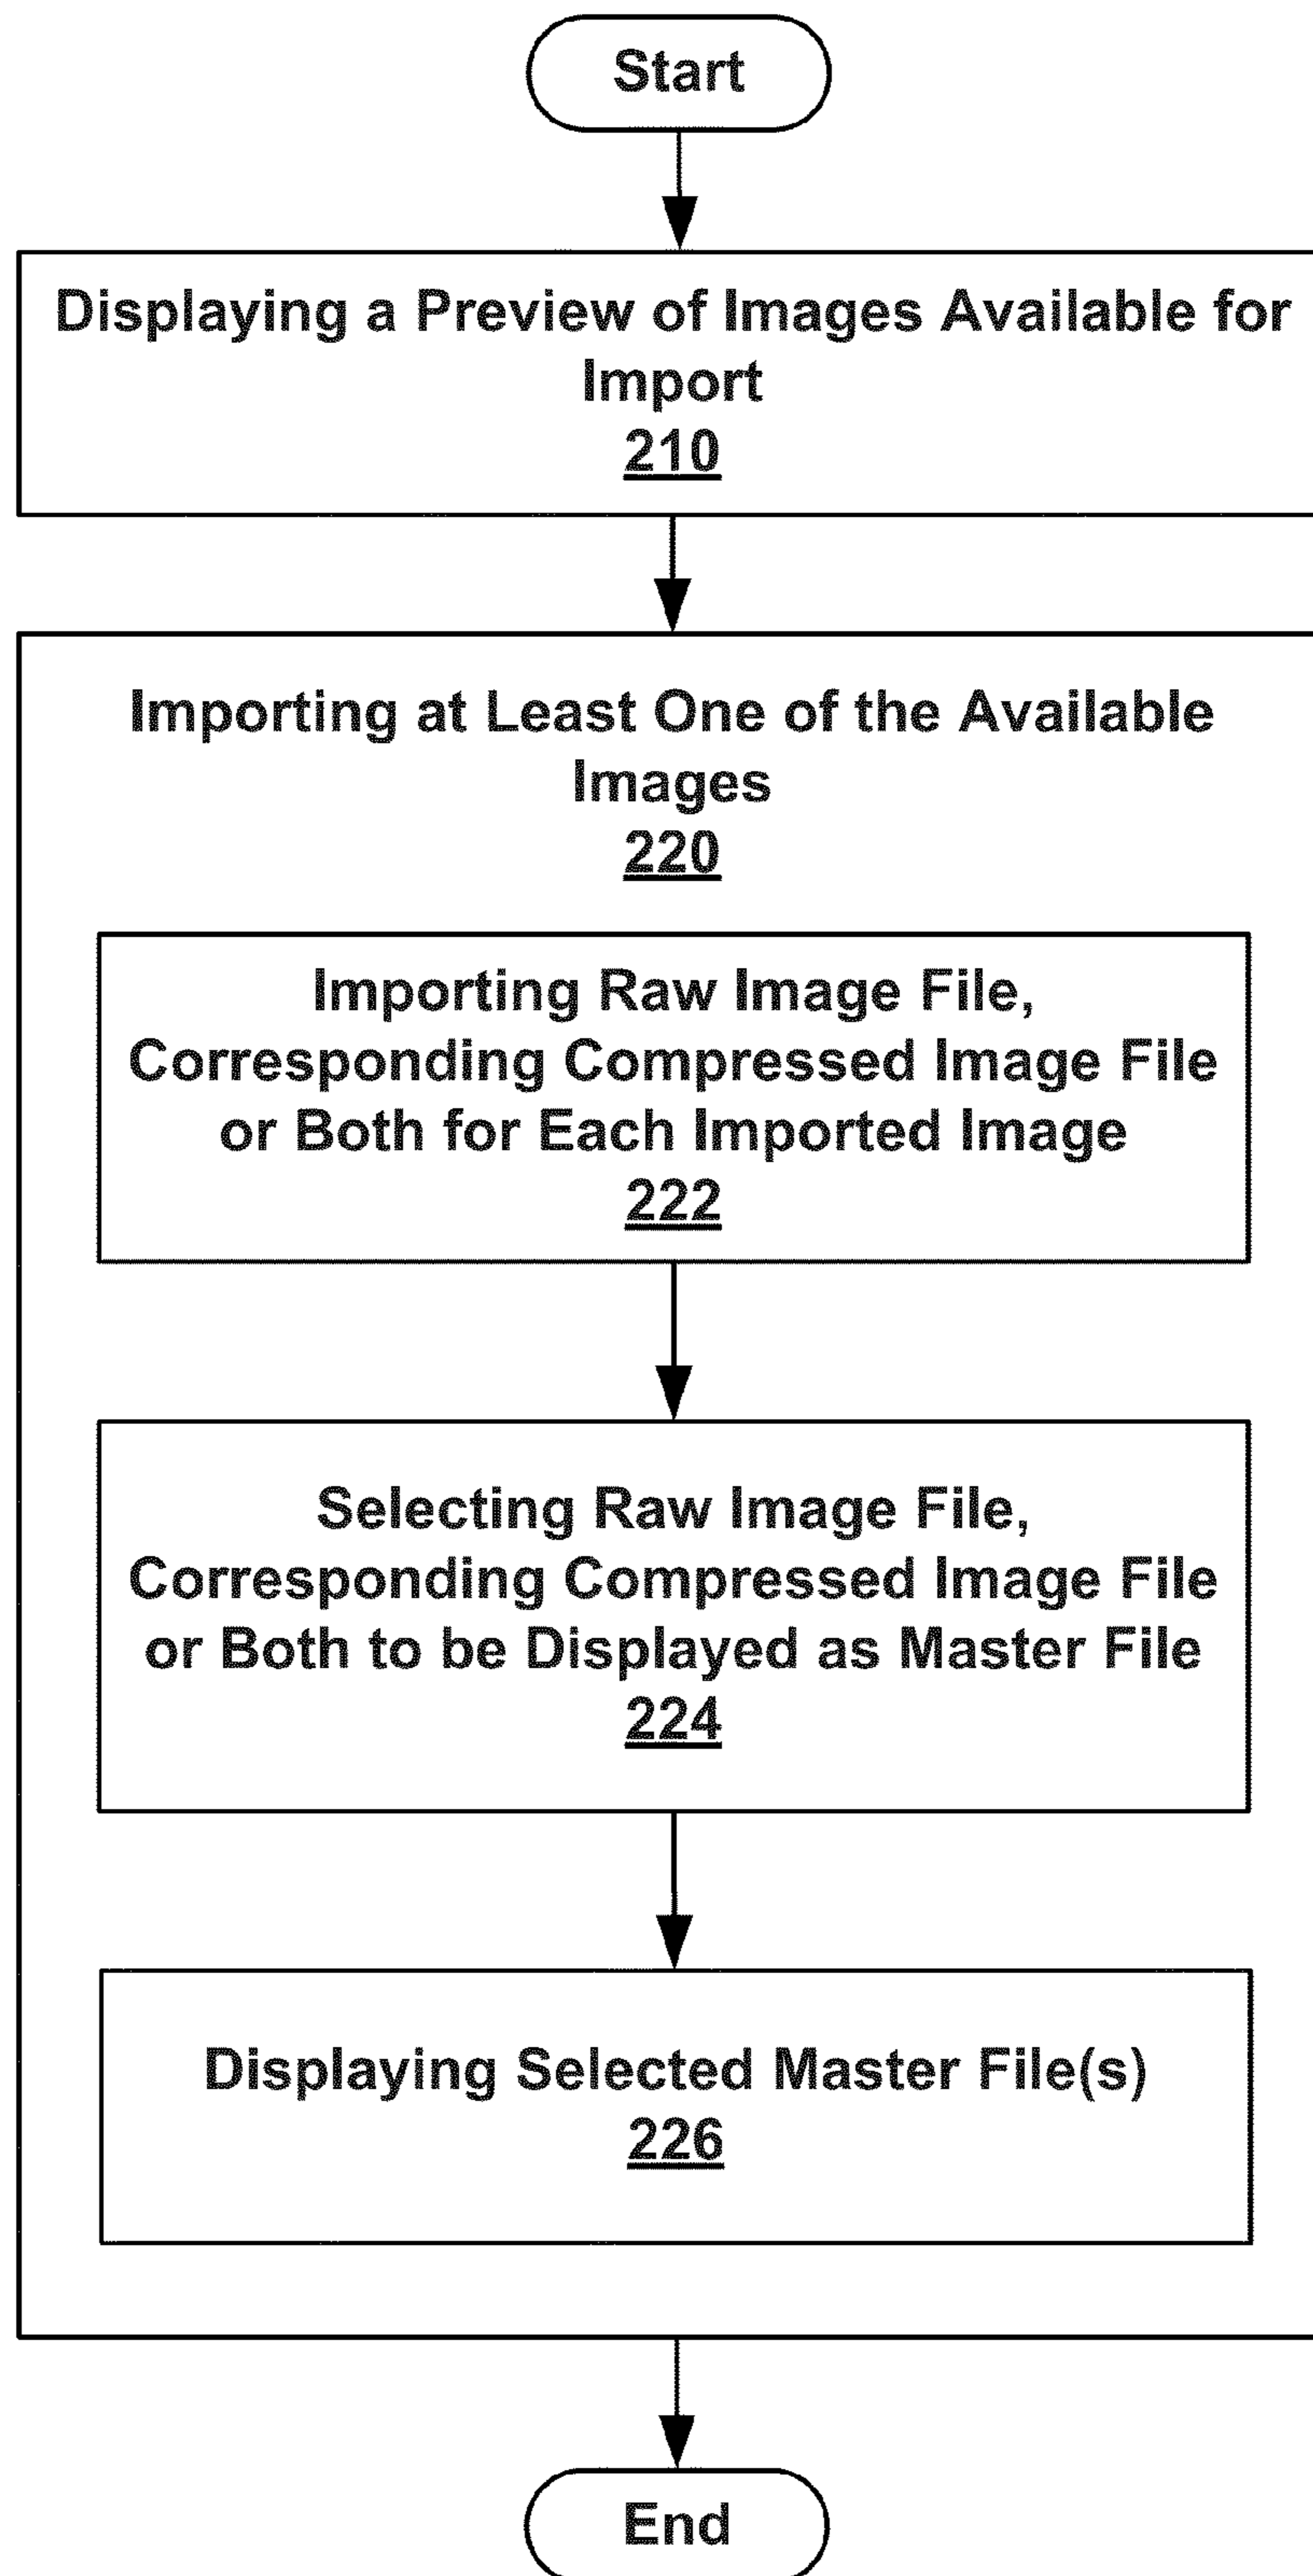 Start
Displaying a Preview of Images Available for
Import
210
Importing at Least One of the Available
Images
220
Importing Raw Image File,
Corresponding Compressed Image File
or Both for Each Imported Image
222
Selecting Raw Image File,
Corresponding Compressed Image File
or Both to be Displayed as Master File
224
Displaying Selected Master File(s)
226
End